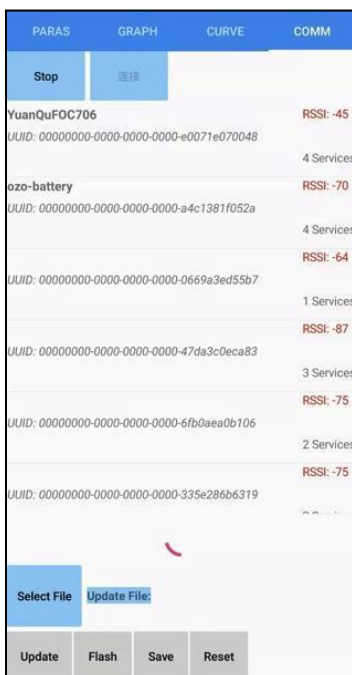 PARAS GRAPH CURVE COMM
Stop 连接
YuanQuFOC706 RSSI: -45
UUID: 00000000-0000-0000-0000-e0071e070048
4 Services
ozo-battery RSSI: -70
UUID: 00000000-0000-0000-0000-a4c1381f052a
4 Services
RSSI: -64
UUID: 00000000-0000-0000-0000-0669a3ed55b7
1 Services
RSSI: -87
UUID: 00000000-0000-0000-0000-47da3c0eca83
3 Services
RSSI: -75
UUID: 00000000-0000-0000-0000-6fb0aea0b106
2 Services
RSSI: -75
UUID: 00000000-0000-0000-0000-335e286b6319
Select File Update File:
Update Flash Save Reset